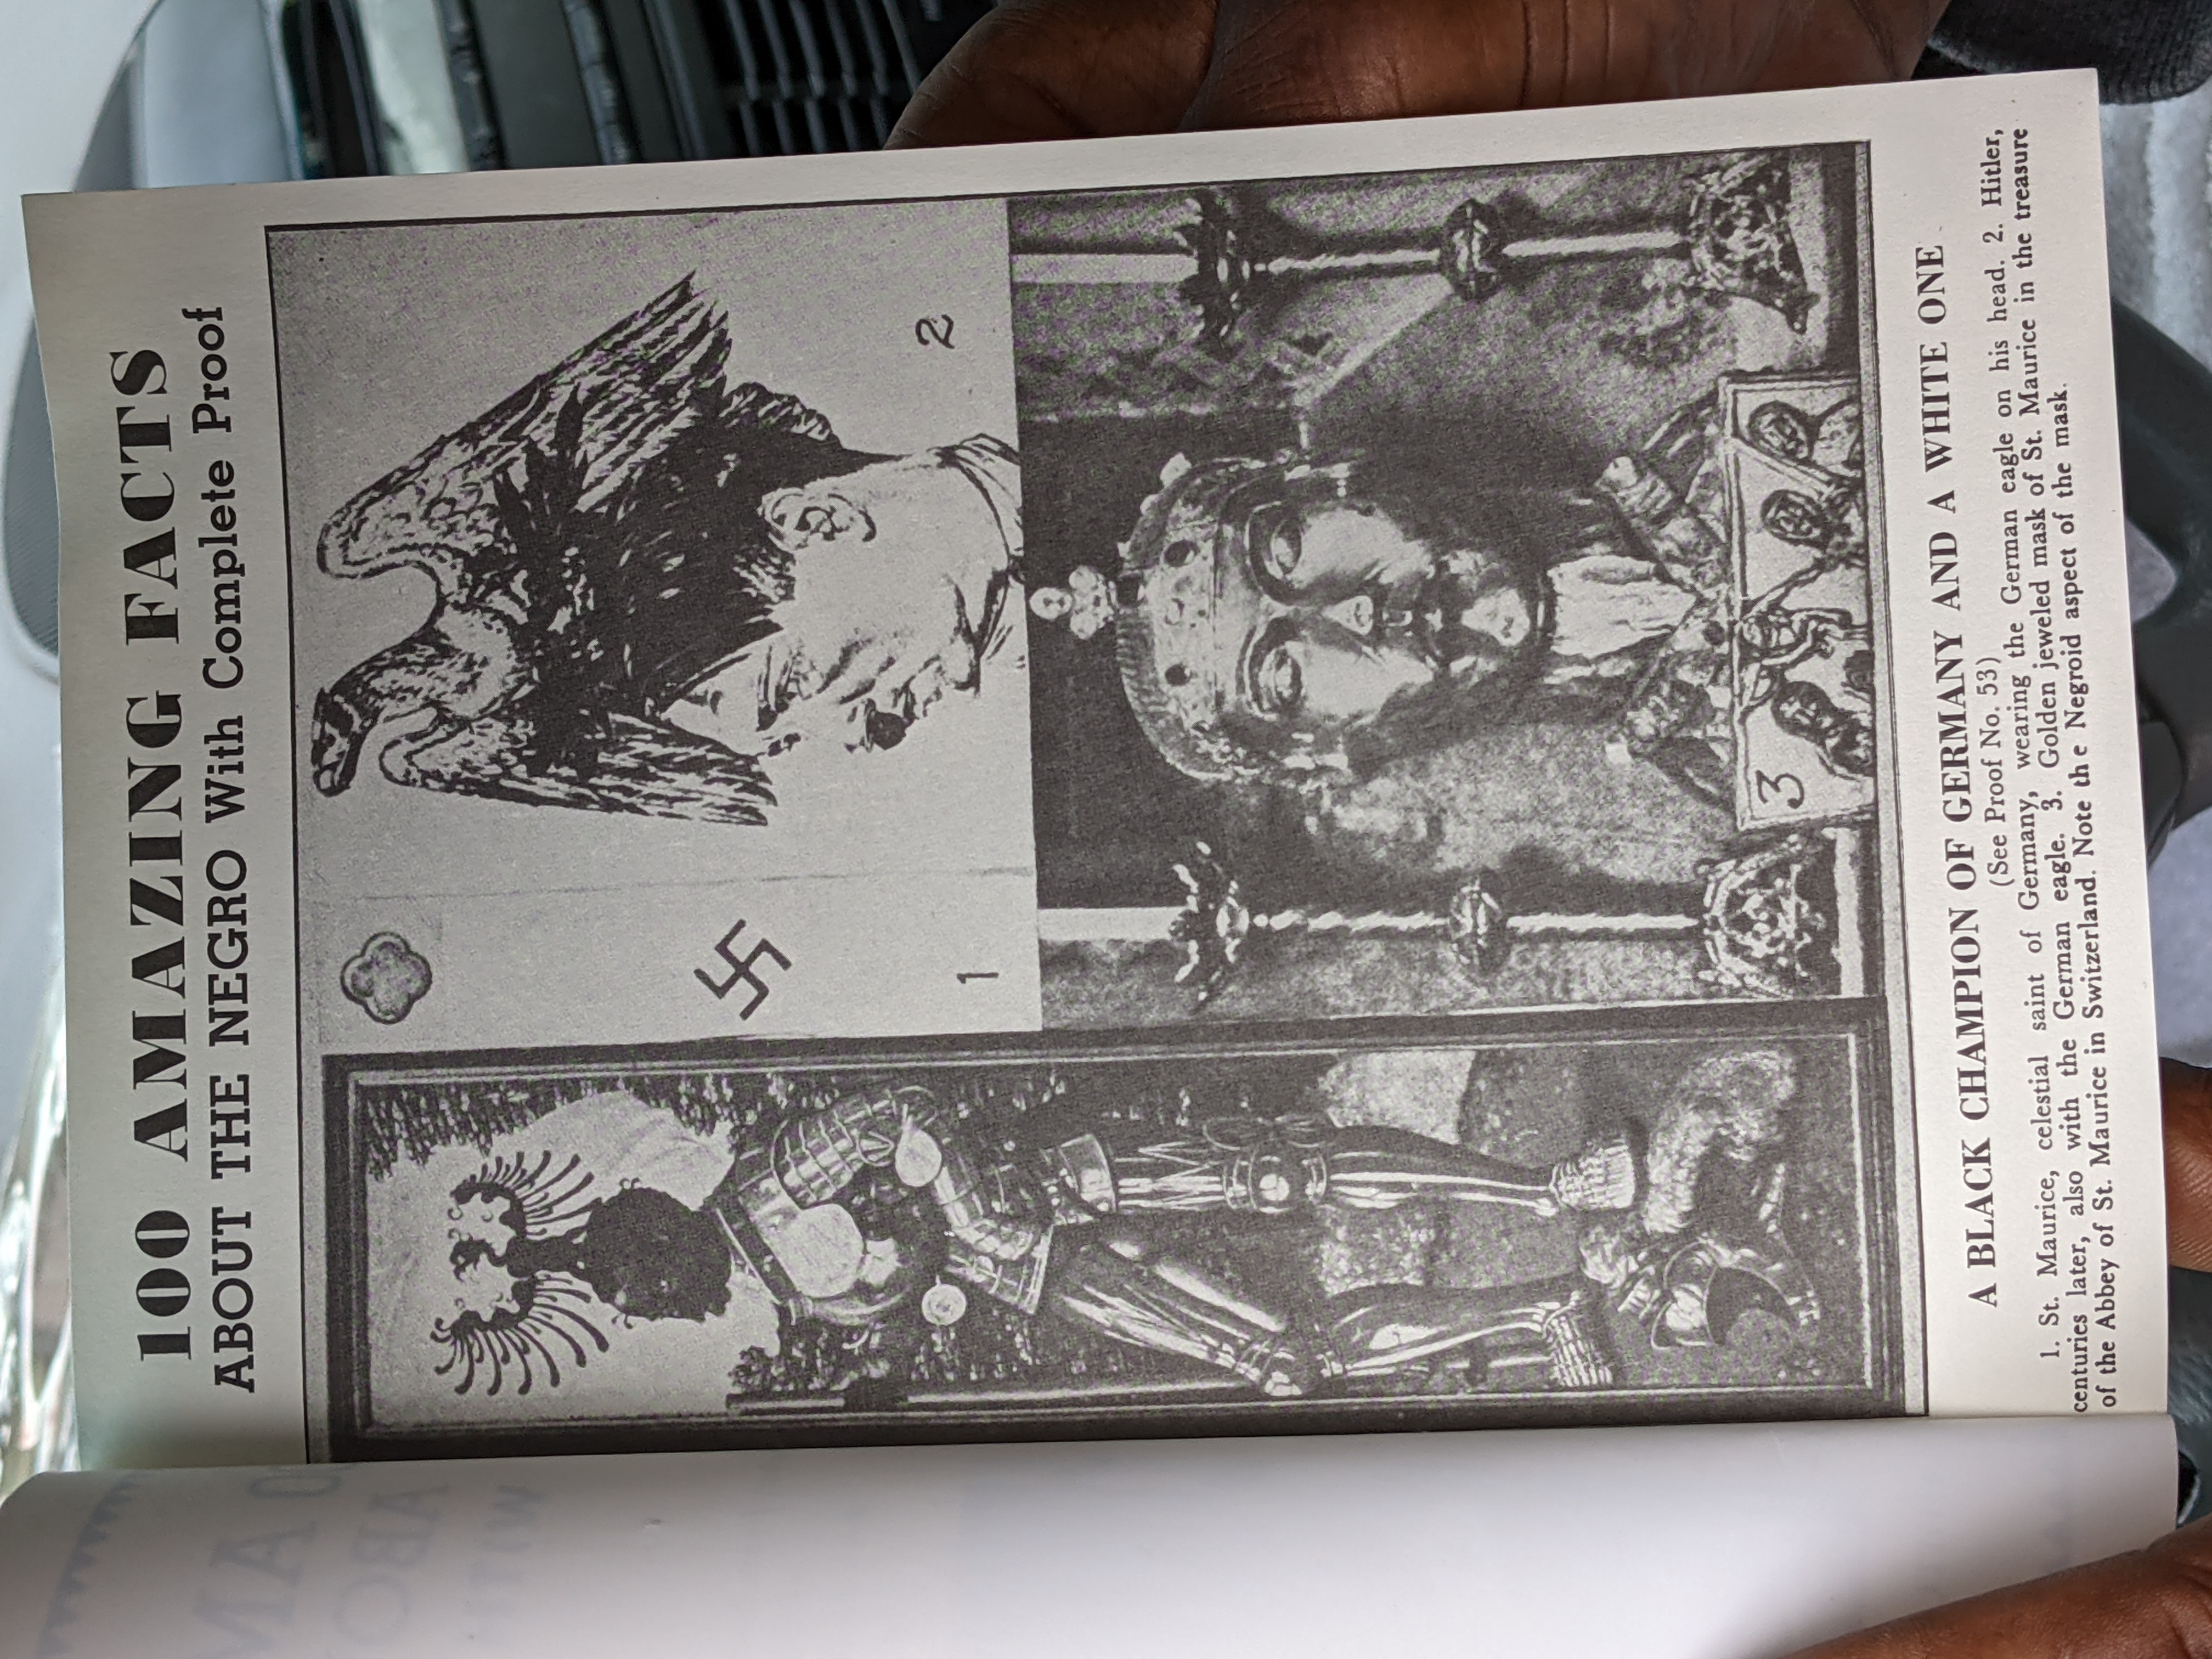 100 AMAZING FACTS
ABOUT THE NEGRO With Complete Proof
1
2
3
A BLACK CHAMPION OF GERMANY AND A WHITE ONE
(See Proof No. 53)
1. St. Maurice, celestial saint of Germany, wearing the German eagle on his head. 2. Hitler,
centuries later, also with the German eagle. 3. Golden jeweled mask of St. Maurice in the treasure
of the Abbey of St. Maurice in Switzerland. Note the Negroid aspect of the mask.